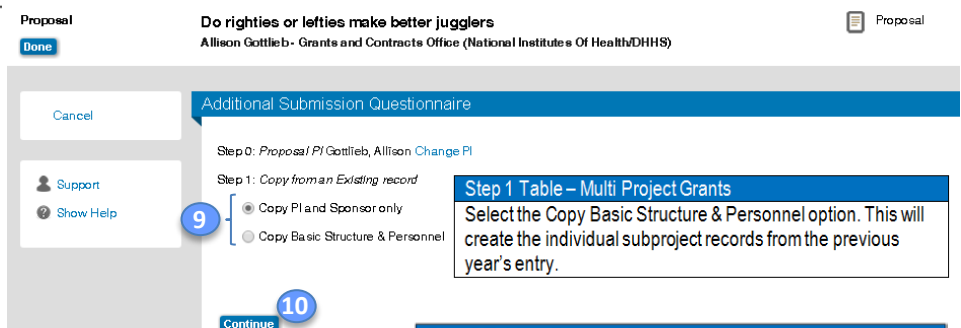 Proposal
Done
Do righties or lefties make better jugglers
Allison Gottlieb - Grants and Contracts Office (National Institutes Of Health/DHHS)
Proposal
Cancel
Support
Show Help
Additional Submission Questionnaire
Step 0: Proposal PI Gottlieb, Allison Change PI
Step 1: Copy from an Existing record
9
Copy PI and Sponsor only
Copy Basic Structure & Personnel
Step 1 Table – Multi Project Grants
Select the Copy Basic Structure & Personnel option. This will
create the individual subproject records from the previous
year's entry.
10
Continue